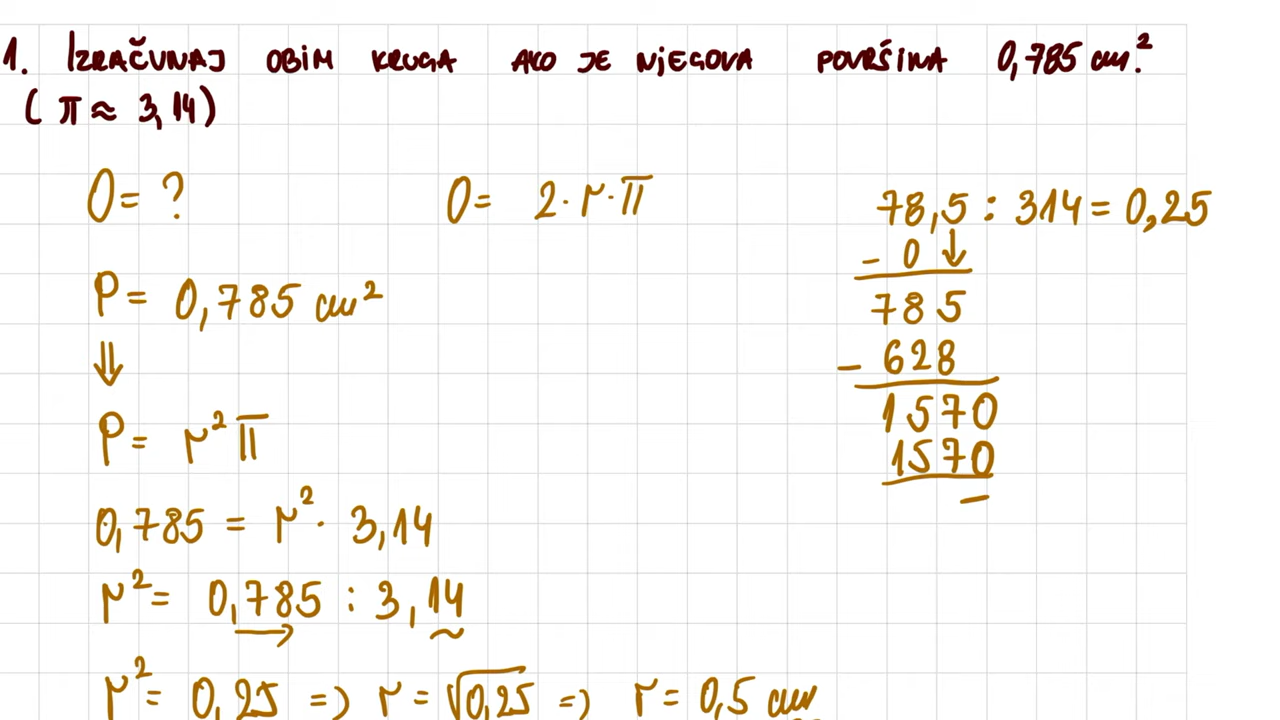 1. IZRAČUNAJ OBIM KRUGA AKO JE NJEGOVA POVRŠINA 0,785 cm².
( π ≈ 3,14)
O = ?
O = 2·r·π
P = 0,785 cm²
⇓
P = r² π
0,785 = r² · 3,14
r² = 0,785 : 3,14
r² = 0,25 => r = √0,25 => r = 0,5 cm
78,5 : 314 = 0,25
- 0 ↓
785
- 628
1570
1570
-